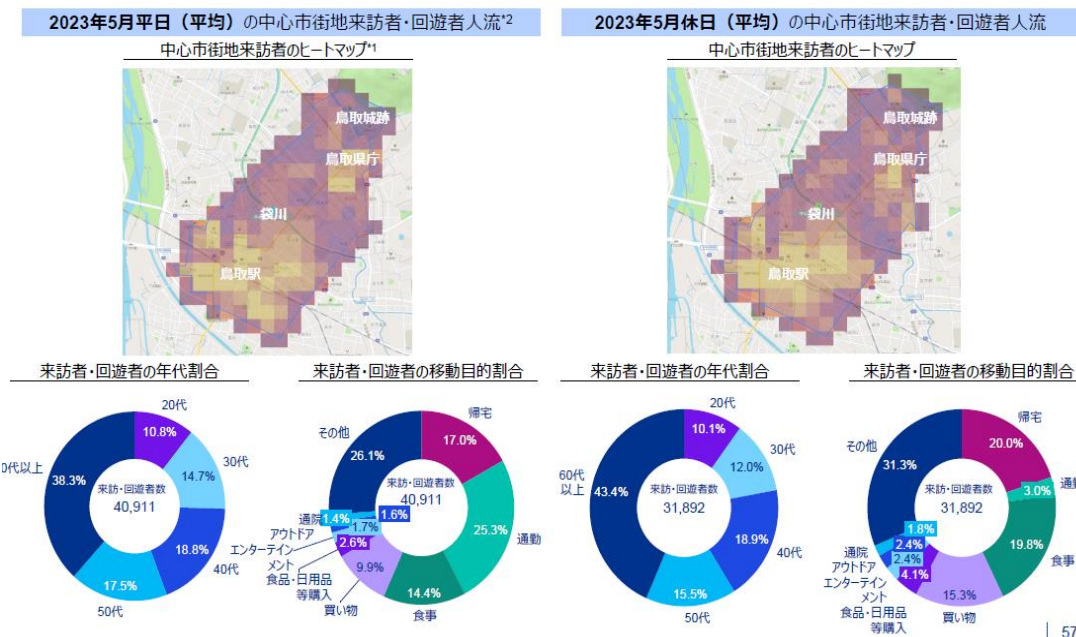 2023年5月平日（平均）の中心市街地来訪者・回遊者人流*2
中心市街地来訪者のヒートマップ*1
鳥取城跡
鳥取県庁
袋川
鳥取駅
来訪者・回遊者の年代割合
20代
10.8%
30代
14.7%
18.8%
40代
17.5%
50代
0代以上
38.3%
来訪・回遊者数
40,911
来訪者・回遊者の移動目的割合
帰宅
17.0%
25.3%
通勤
14.4%
食事
9.9%
買い物
2.6%
食品・日用品
等購入
1.7%
エンターテイン
メント
1.6%
アウトドア
1.4%
通院
その他
26.1%
来訪・回遊者数
40,911
2023年5月休日（平均）の中心市街地来訪者・回遊者人流
中心市街地来訪者のヒートマップ
鳥取城跡
鳥取県庁
袋川
鳥取駅
来訪者・回遊者の年代割合
20代
10.1%
30代
12.0%
18.9%
40代
15.5%
50代
60代
以上
43.4%
来訪・回遊者数
31,892
来訪者・回遊者の移動目的割合
帰宅
20.0%
通勤
3.0%
19.8%
食事
15.3%
買い物
4.1%
食品・日用品
等購入
2.4%
エンターテイン
メント
2.4%
アウトドア
1.8%
通院
その他
31.3%
来訪・回遊者数
31,892
57